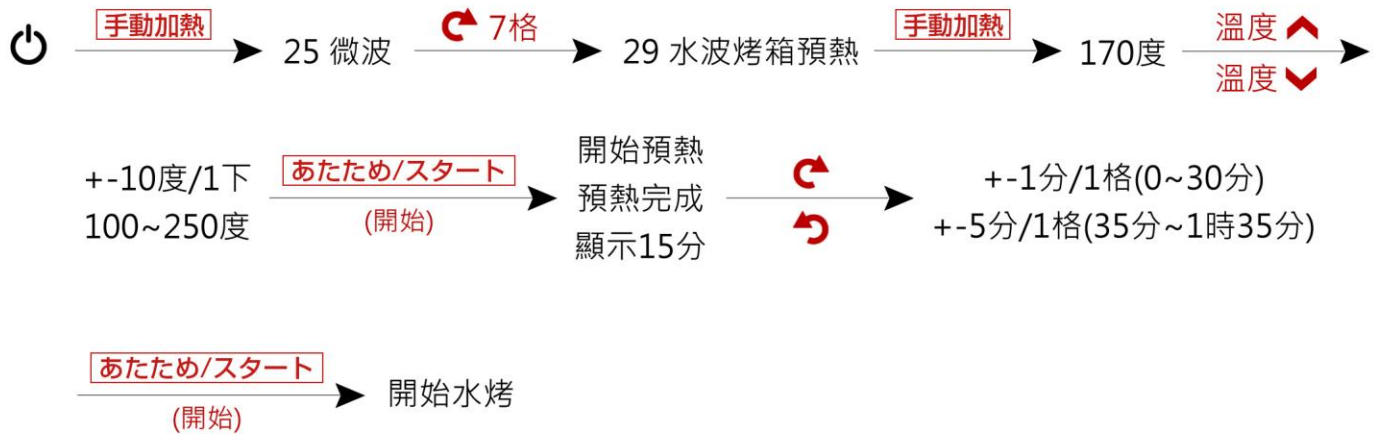 手動加熱
25 微波
7格
29 水波烤箱預熱
手動加熱
170度
溫度
溫度
+-10度/1下
100~250度
あたため/スタート
(開始)
開始預熱
預熱完成
顯示15分
+-1分/1格(0~30分)
+-5分/1格(35分~1時35分)
あたため/スタート
(開始)
開始水烤